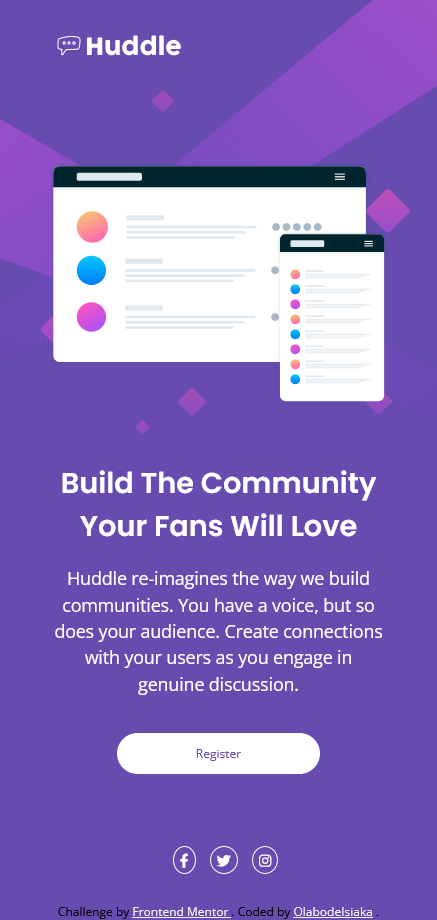 Huddle
Build The Community
Your Fans Will Love
Huddle re-imagines the way we build
communities. You have a voice, but so
does your audience. Create connections
with your users as you engage in
genuine discussion.
Register
Challenge by Frontend Mentor . Coded by Olabodelsiaka .